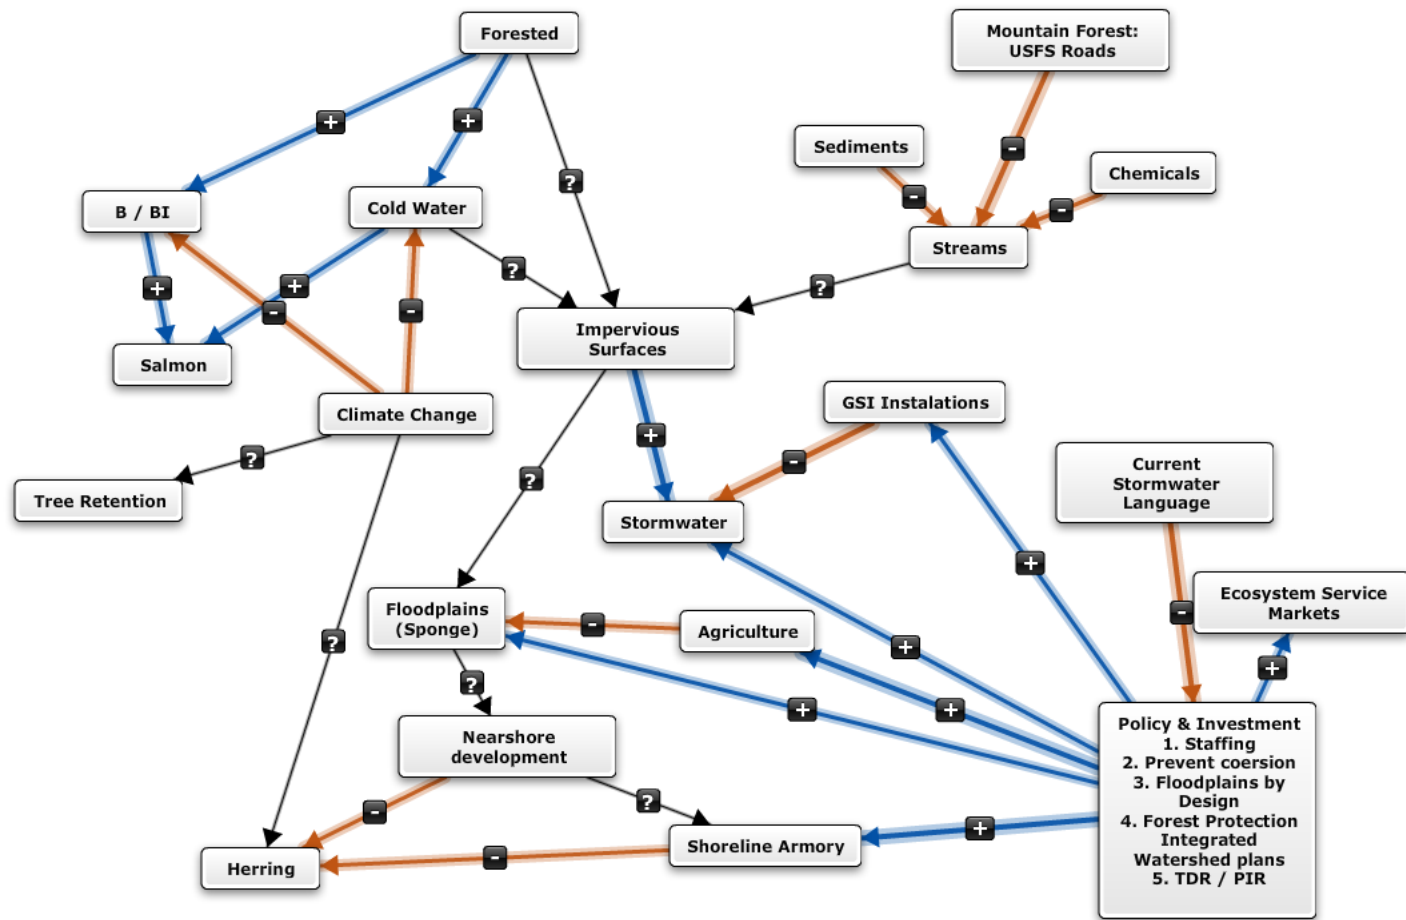 Forested
Mountain Forest:
USFS Roads
+
+
-
Sediments
Chemicals
?
-
-
B / BI
Cold Water
Streams
?
+
+
-
-
?
Impervious
Surfaces
Salmon
Climate Change
GSI Instalations
+
?
-
Tree Retention
?
Stormwater
Current
Stormwater
Language
+
Ecosystem Service
Markets
Floodplains
(Sponge)
-
Agriculture
-
?
+
+
?
+
+
Nearshore
development
Policy & Investment
1. Staffing
2. Prevent coersion
3. Floodplains by
Design
4. Forest Protection
Integrated
Watershed plans
5. TDR / PIR
-
?
+
Shoreline Armory
-
Herring